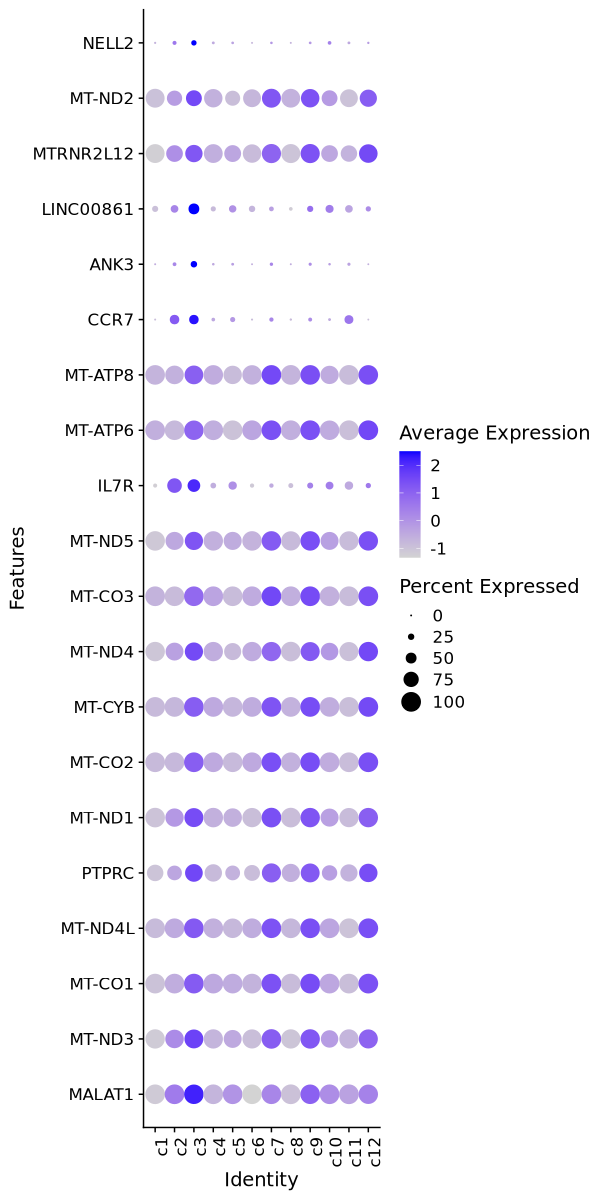 NELL2
MT-ND2
MTRNR2L12
LINC00861
ANK3
CCR7
MT-ATP8
MT-ATP6
IL7R
MT-ND5
MT-CO3
MT-ND4
MT-CYB
MT-CO2
MT-ND1
PTPRC
MT-ND4L
MT-CO1
MT-ND3
MALAT1
Features
c1 c2 c3 c4 c5 c6 c7 c8 c9 c10 c11 c12
Identity
Average Expression
2
1
0
-1
Percent Expressed
0
25
50
75
100